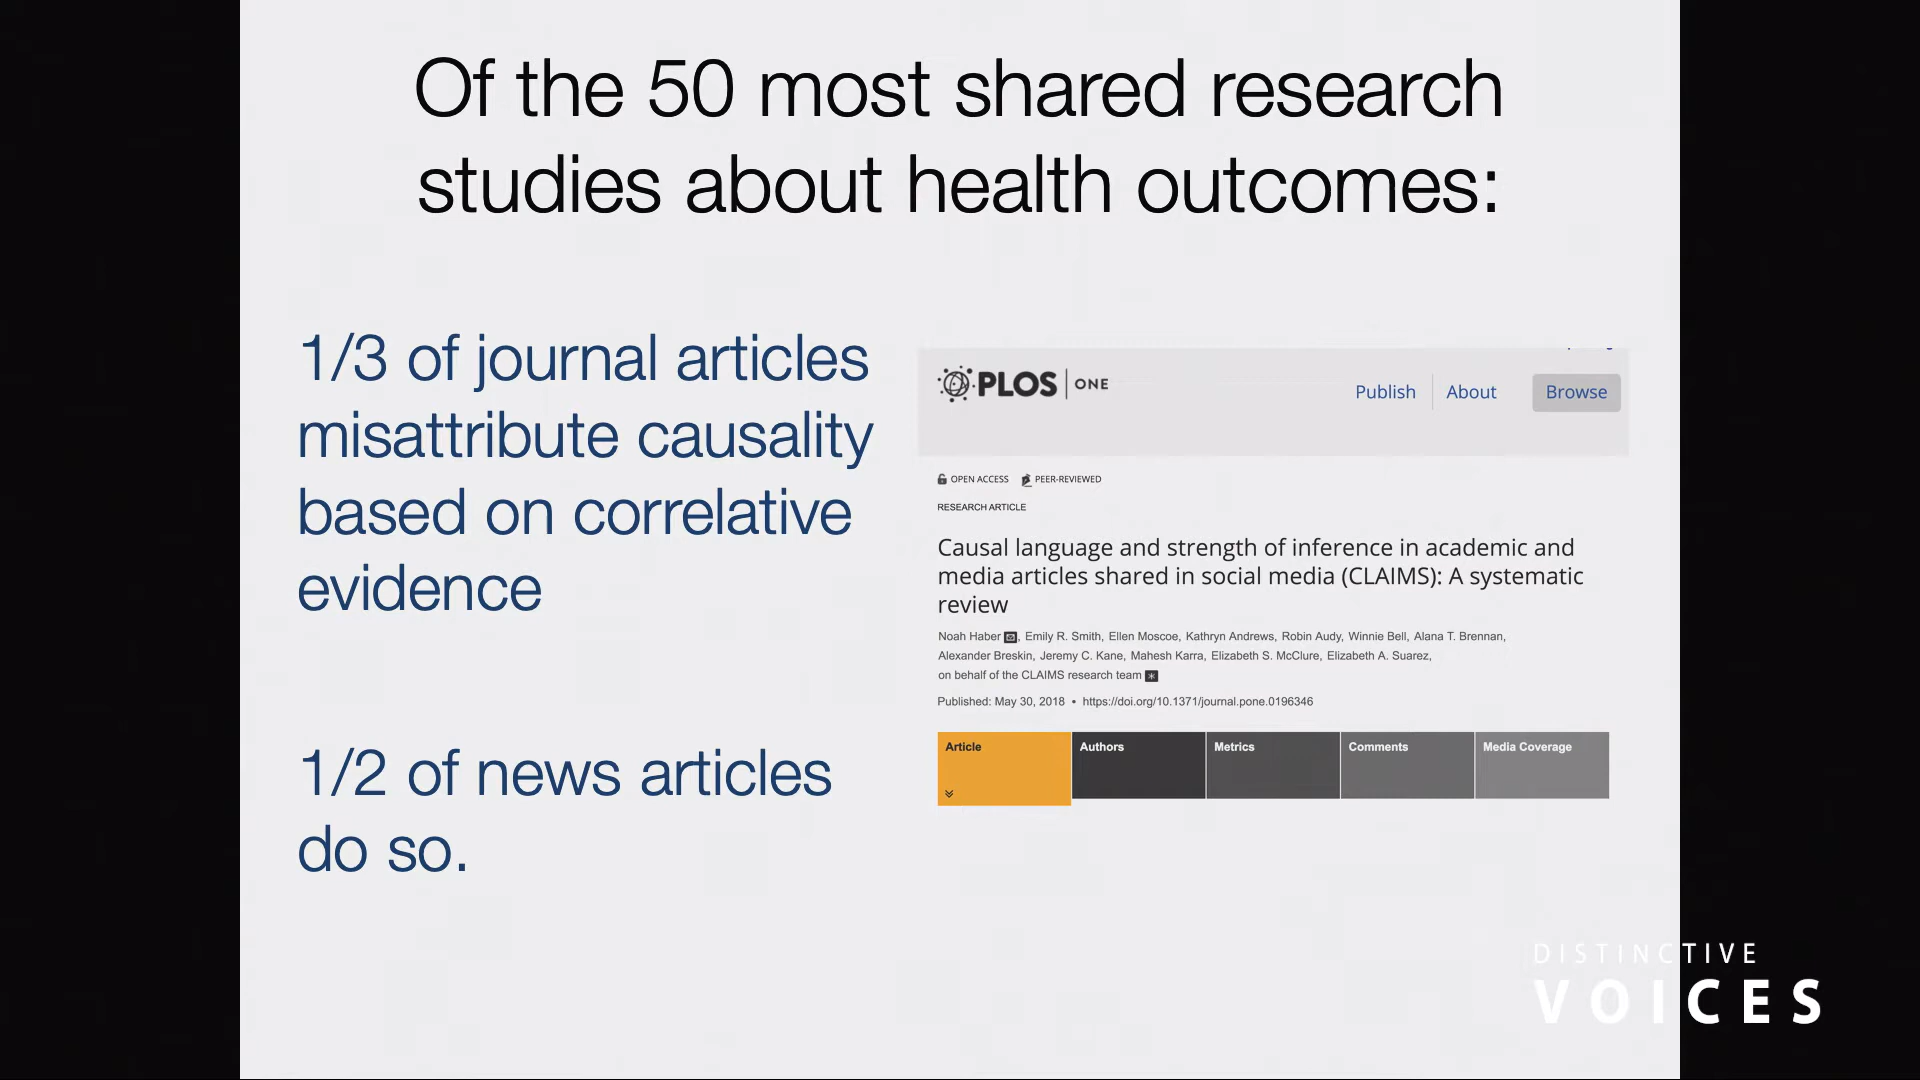 Of the 50 most shared research
studies about health outcomes:
1/3 of journal articles
misattribute causality
based on correlative
evidence
1/2 of news articles
do so.
PLOS | ONE
Publish
About
Browse
OPEN ACCESS PEER-REVIEWED
RESEARCH ARTICLE
Causal language and strength of inference in academic and
media articles shared in social media (CLAIMS): A systematic
review
Noah Haber, Emily R. Smith, Ellen Moscoe, Kathryn Andrews, Robin Audy, Winnie Bell, Alana T. Brennan,
Alexander Breskin, Jeremy C. Kane, Mahesh Karra, Elizabeth S. McClure, Elizabeth A. Suarez,
on behalf of the CLAIMS research team
Published: May 30, 2018 • https://doi.org/10.1371/journal.pone.0196346
Article
Authors
Metrics
Comments
Media Coverage
DISTINCTIVE
VOICES